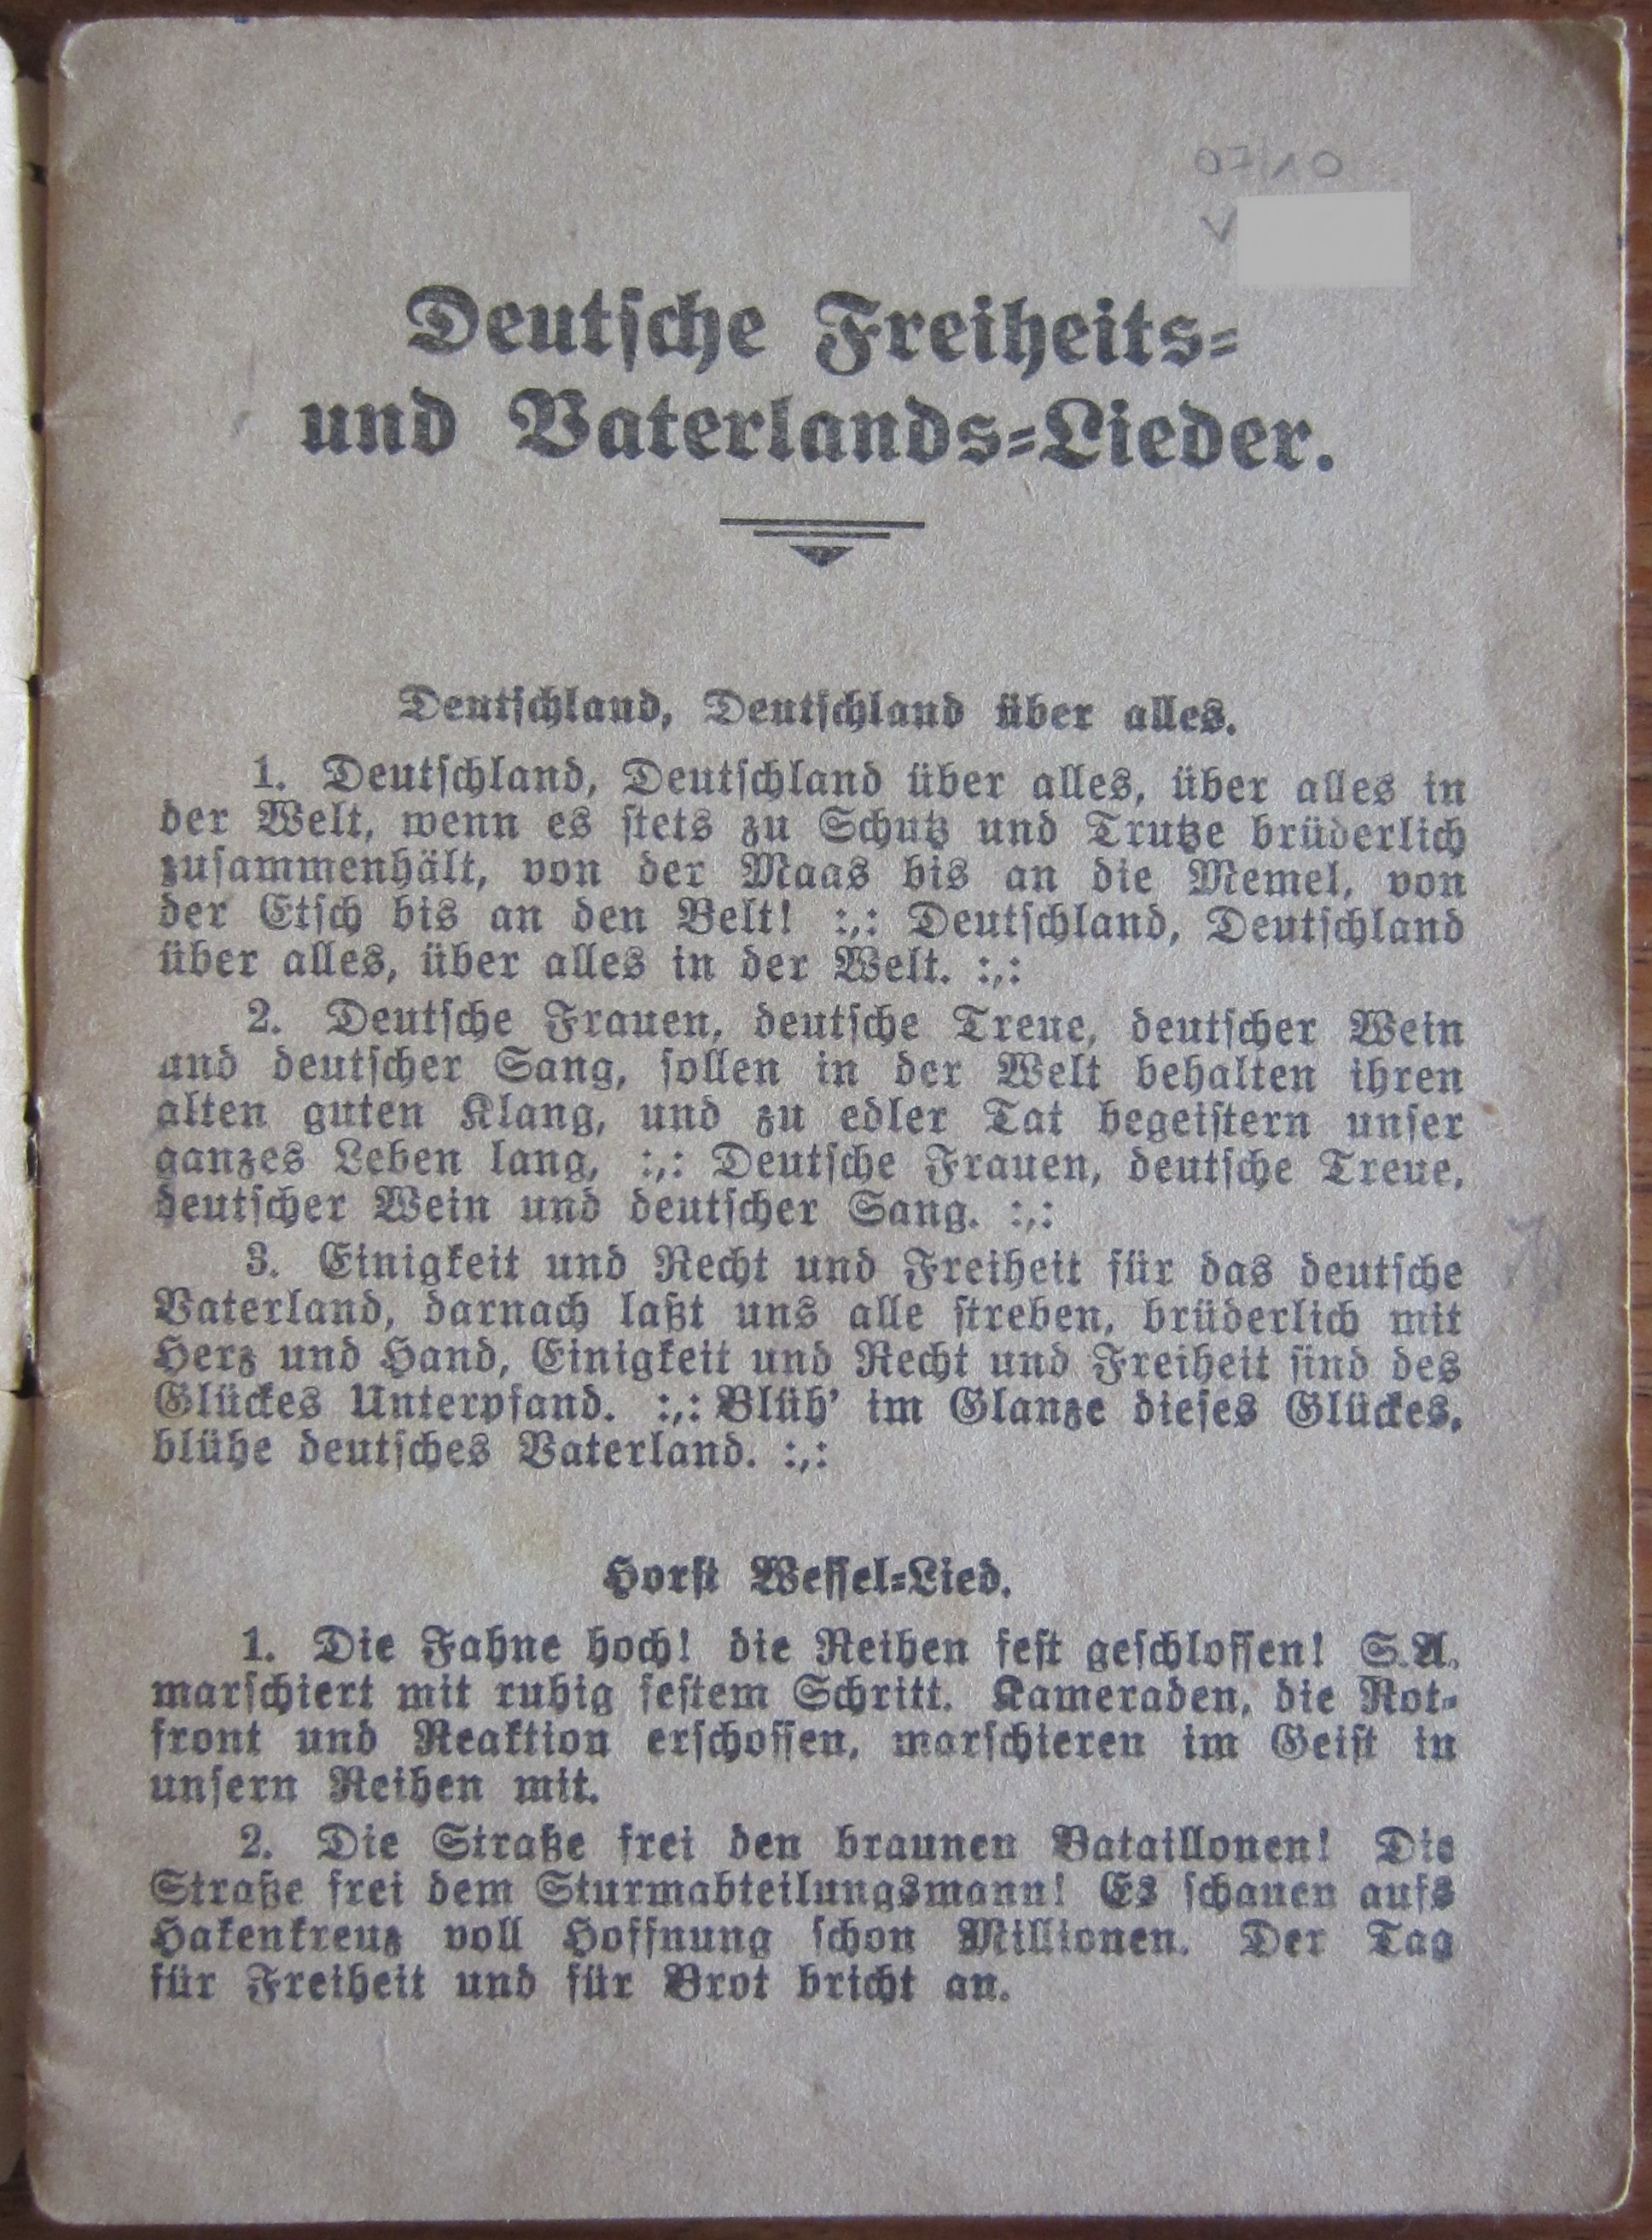 0710
V
Deutsche Freiheits-
und Vaterlands-Lieder.
Deutschland, Deutschland über alles.
1. Deutschland, Deutschland über alles, über alles in
der Welt, wenn es stets zu Schutz und Trutze brüderlich
zusammenhält, von der Maas bis an die Memel, von
der Etsch bis an den Belt! :,: Deutschland, Deutschland
über alles, über alles in der Welt. :,:
2. Deutsche Frauen, deutsche Treue, deutscher Wein
und deutscher Sang, sollen in der Welt behalten ihren
alten guten Klang, und zu edler Tat begeistern unser
ganzes Leben lang, :,: Deutsche Frauen, deutsche Treue,
deutscher Wein und deutscher Sang. :,:
3. Einigkeit und Recht und Freiheit für das deutsche
Vaterland, darnach laßt uns alle streben, brüderlich mit
Herz und Hand, Einigkeit und Recht und Freiheit sind des
Glückes Unterpfand. :,: Blüh' im Glanze dieses Glückes,
blühe deutsches Vaterland. :,:
Horst Wessel-Lied.
1. Die Fahne hoch! die Reihen fest geschlossen! S.A.
marschiert mit ruhig festem Schritt. Kameraden, die Rot-
front und Reaktion erschossen, marschieren im Geist in
unsern Reihen mit.
2. Die Straße frei den braunen Bataillonen! Die
Straße frei dem Sturmabteilungsmann! Es schauen aufs
Hakenkreuz voll Hoffnung schon Millionen. Der Tag
für Freiheit und für Brot bricht an.